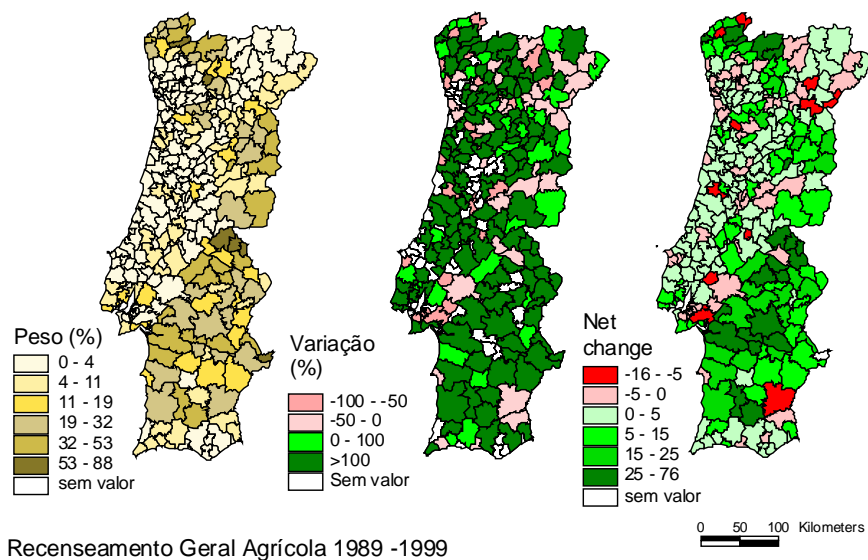 Peso (%)
0 - 4
4 - 11
11 - 19
19 - 32
32 - 53
53 - 88
sem valor
Variação
(%)
-100 - -50
-50 - 0
0 - 100
>100
Sem valor
Net
change
-16 - -5
-5 - 0
0 - 5
5 - 15
15 - 25
25 - 76
sem valor
0 50 100 Kilometers
Recenseamento Geral Agrícola 1989 -1999